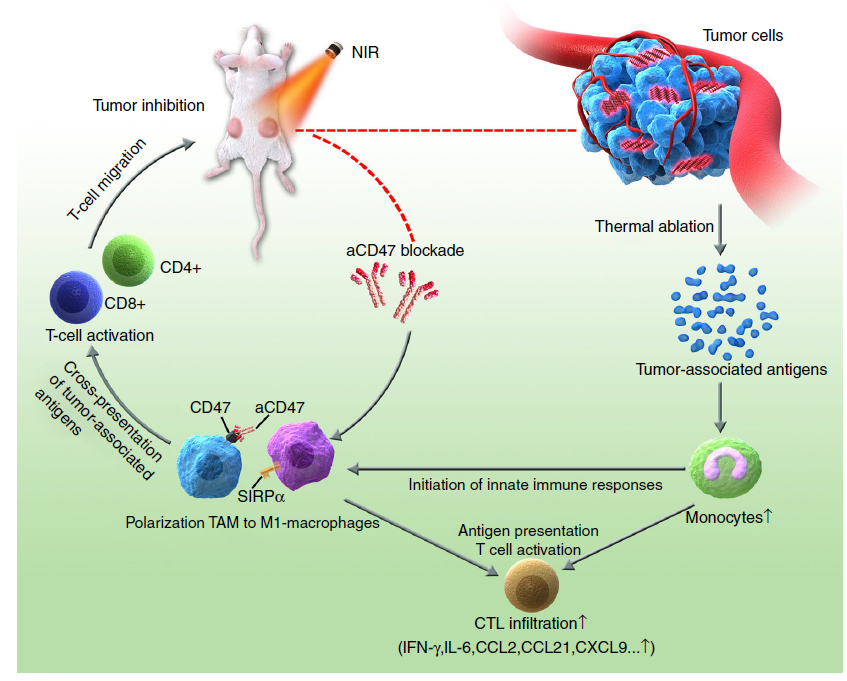 Tumor cells
NIR
Tumor inhibition
T-cell migration
Thermal ablation
aCD47 blockade
CD4+
CD8+
T-cell activation
Tumor-associated antigens
Cross-presentation
of tumor-associated
antigens
CD47
aCD47
SIRPα
Initiation of innate immune responses
Monocytes↑
Polarization TAM to M1-macrophages
Antigen presentation
T cell activation
CTL infiltration↑
(IFN-γ,IL-6,CCL2,CCL21,CXCL9...↑)